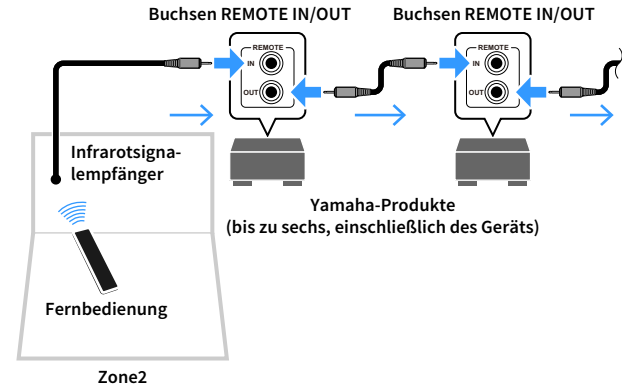 Buchsen REMOTE IN/OUT
Buchsen REMOTE IN/OUT
REMOTE
IN
OUT
REMOTE
IN
OUT
Infrarotsigna-
lempfänger
Yamaha-Produkte
(bis zu sechs, einschließlich des Geräts)
Fernbedienung
Zone2